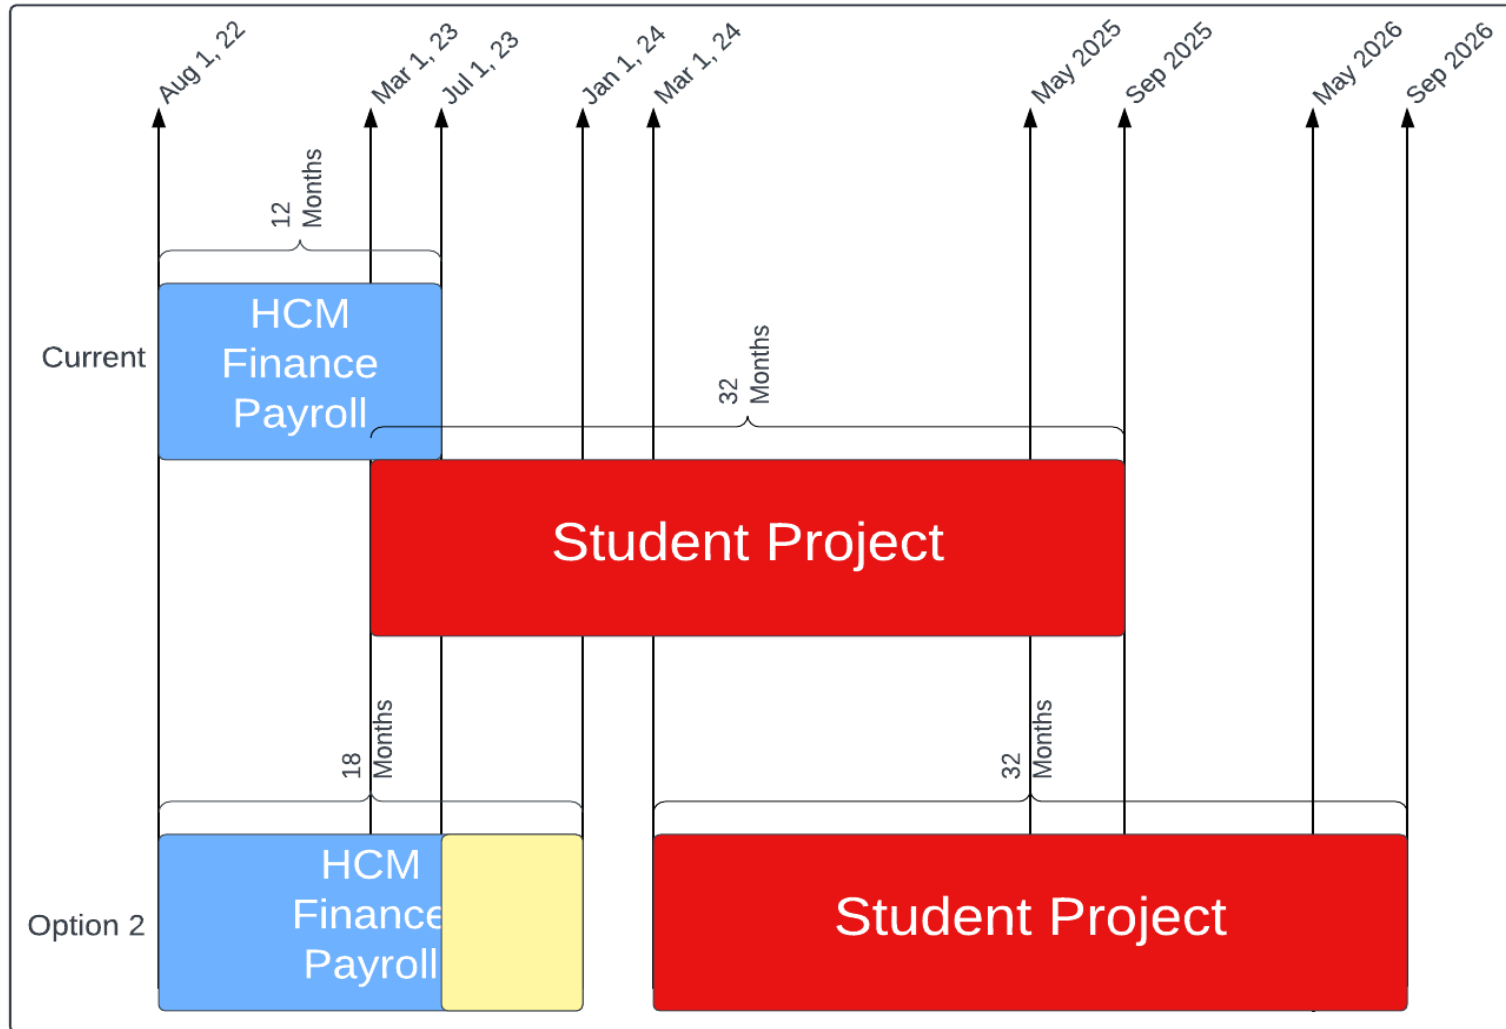 Aug 1, 22
Mar 1, 23
Jul 1, 23
Jan 1, 24
Mar 1, 24
May 2025
Sep 2025
May 2026
Sep 2026
12
Months
Current
HCM
Finance
Payroll
32
Months
Student Project
18
Months
32
Months
Option 2
HCM
Finance
Payroll
Student Project